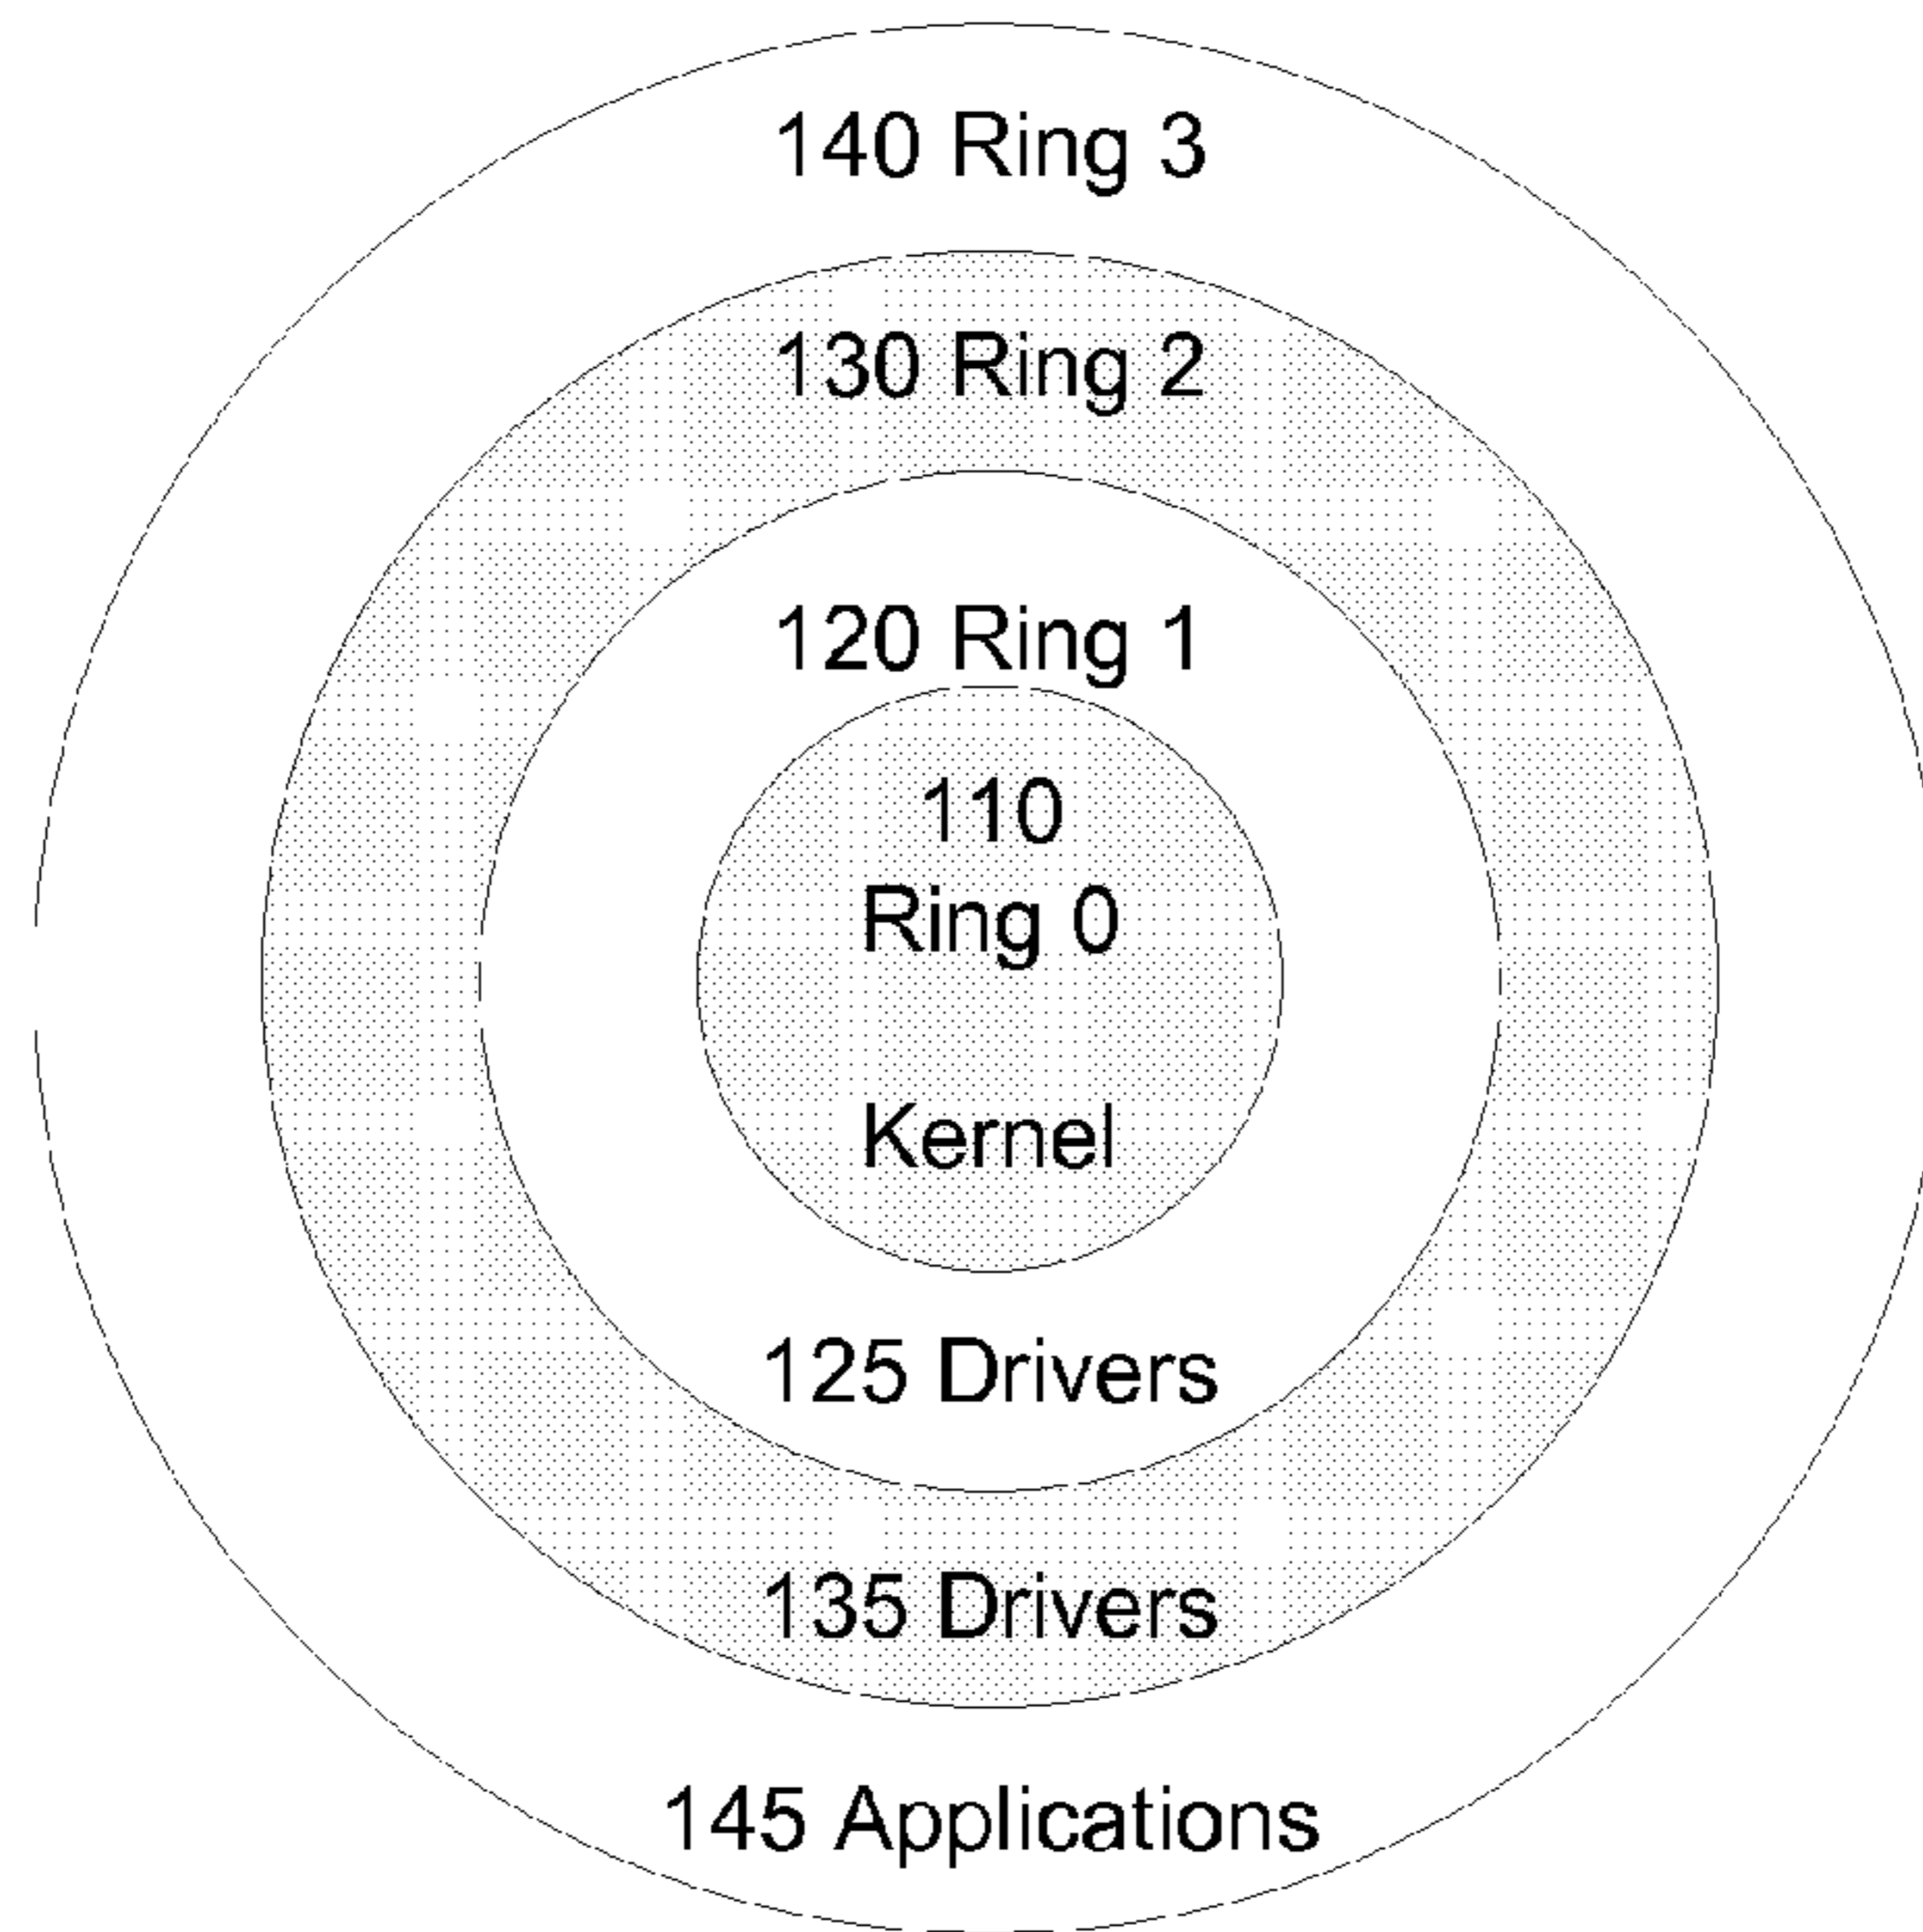 140 Ring 3
130 Ring 2
120 Ring 1
110
Ring 0
Kernel
125 Drivers
135 Drivers
145 Applications